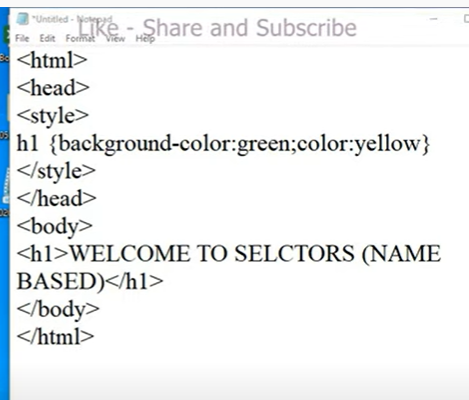 *Untitled - Notepad
Like - Share and Subscribe
File Edit Format View Help
<html>
<head>
<style>
h1 {background-color:green;color:yellow}
</style>
</head>
<body>
<h1>WELCOME TO SELCTORS (NAME
BASED)</h1>
</body>
</html>